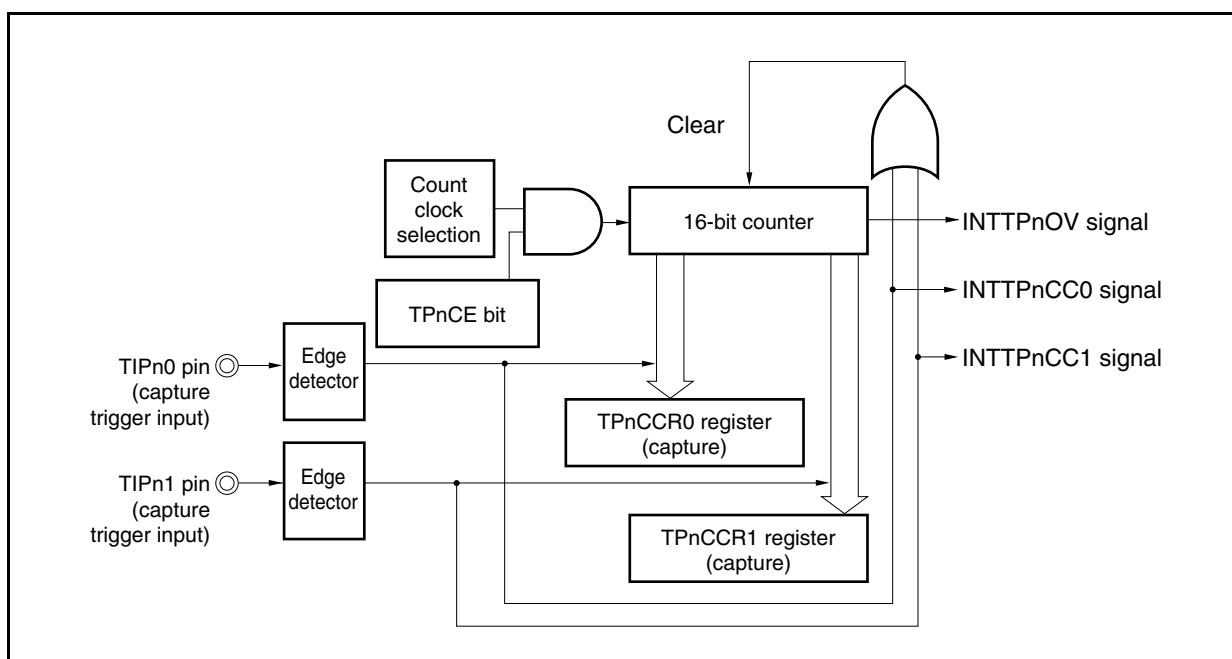 Clear
Count
clock
selection
16-bit counter
INTTPnOV signal
TPnCE bit
INTTPnCC0 signal
TIPn0 pin
(capture
trigger input)
Edge
detector
INTTPnCC1 signal
TPnCCR0 register
(capture)
TIPn1 pin
(capture
trigger input)
Edge
detector
TPnCCR1 register
(capture)